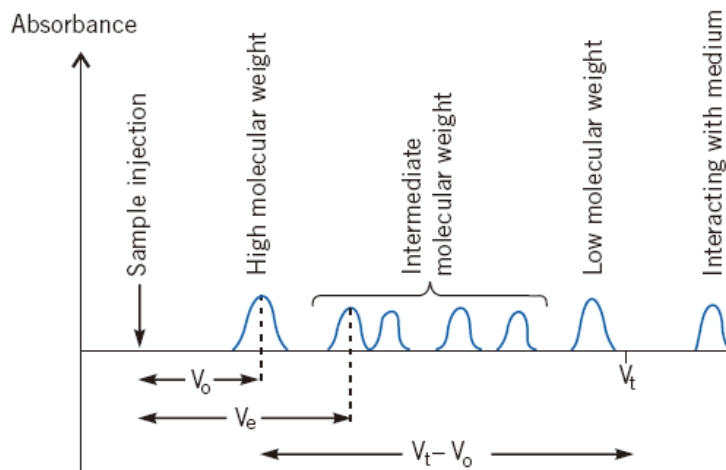 Absorbance
Sample injection
High molecular weight
Intermediate
molecular weight
Low molecular weight
Interacting with medium
Vₜ
Vₒ
Vₑ
Vₜ – Vₒ